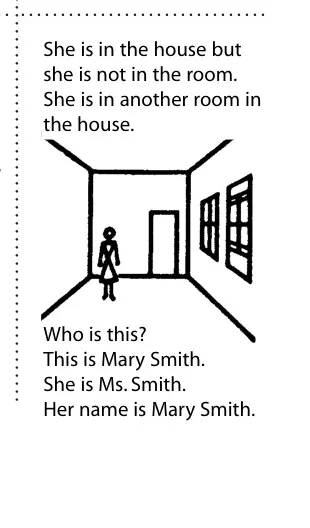 She is in the house but
she is not in the room.
She is in another room in
the house.
Who is this?
This is Mary Smith.
She is Ms. Smith.
Her name is Mary Smith.